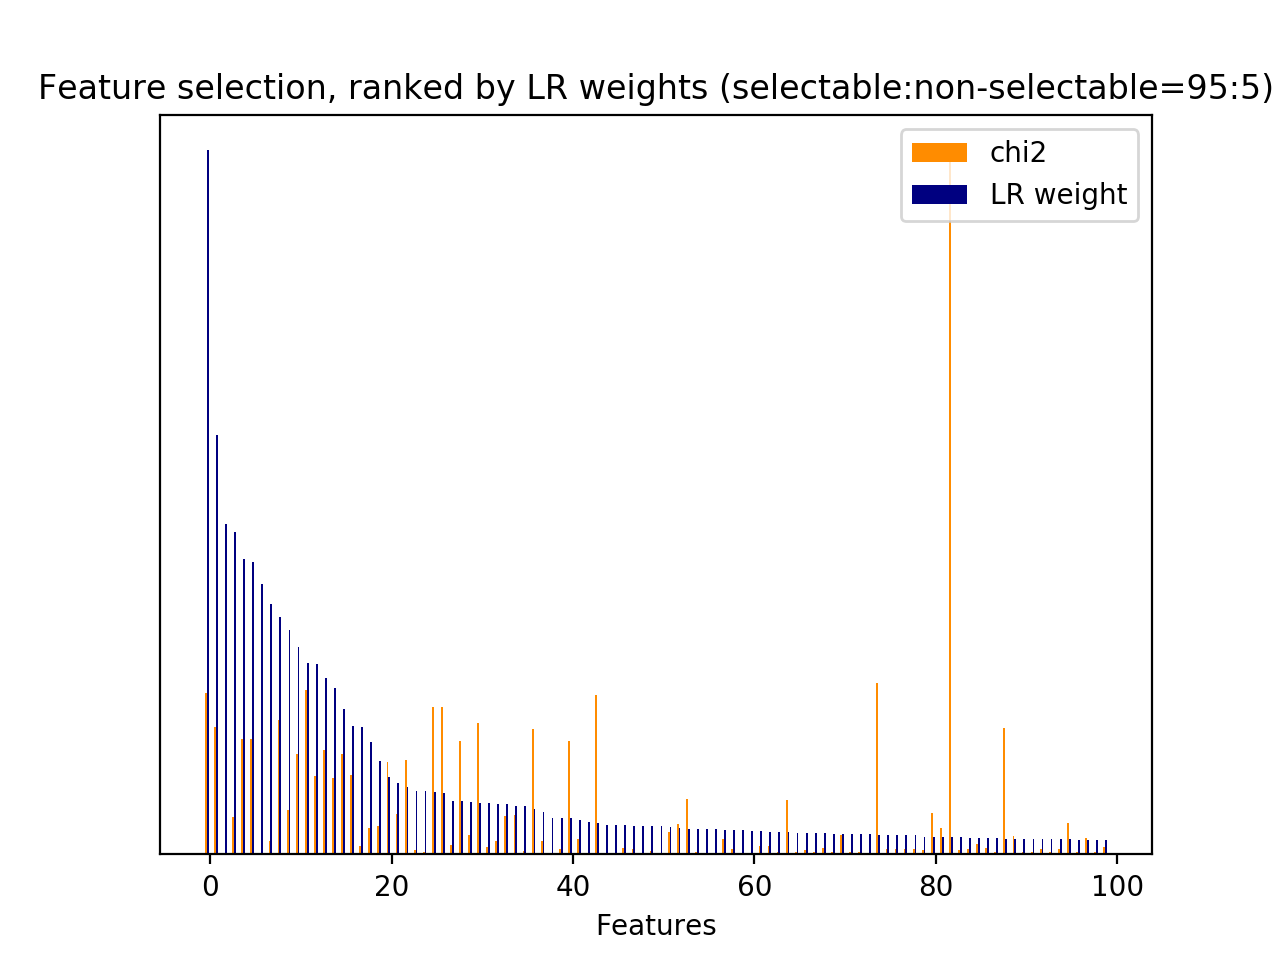 Feature selection, ranked by LR weights (selectable:non-selectable=95:5)
chi2
LR weight
0 20 40 60 80 100
Features